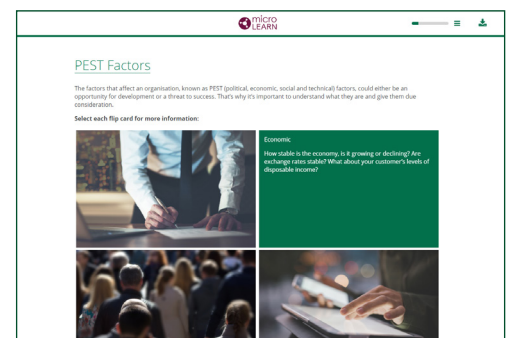 micro
LEARN
PEST Factors
The factors that affect an organisation, known as PEST (political, economic, social and technical) factors, could either be an
opportunity for development or a threat to success. That's why it's important to understand what they are and give them due
consideration.
Select each flip card for more information:
Economic
How stable is the economy, is it growing or declining? Are
exchange rates stable? What about your customer's levels of
disposable income?